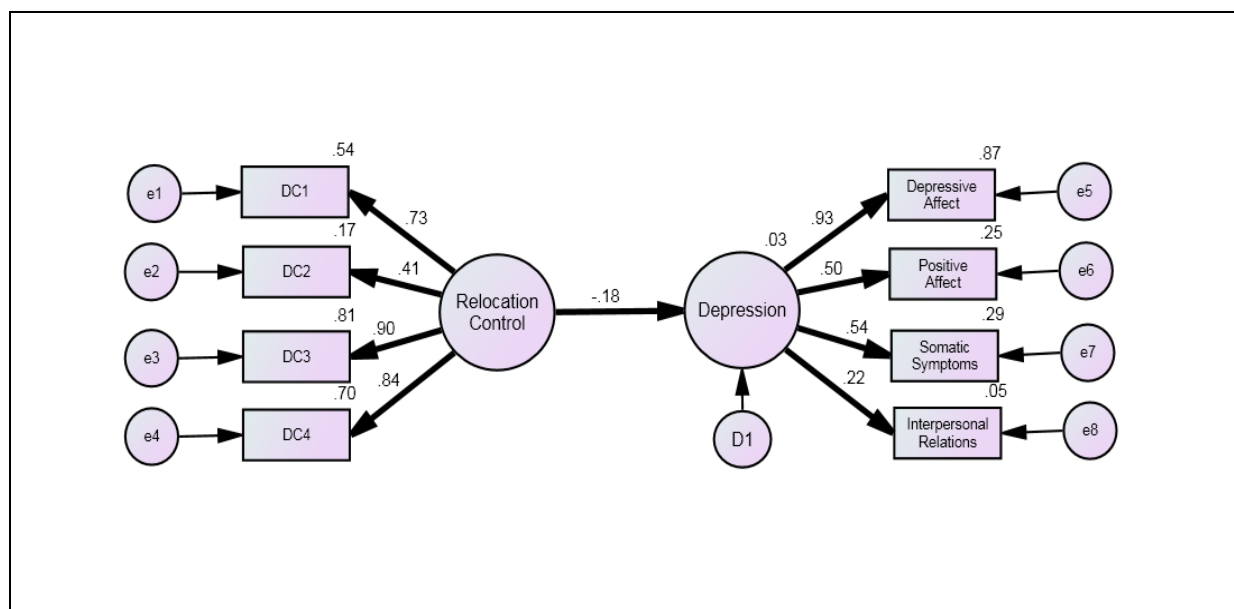 .54
e1
DC1
.73
.17
e2
DC2
.41
.81
e3
DC3
.90
.70
.84
e4
DC4
Relocation
Control
-.18
.03
Depression
D1
.93
.87
Depressive
Affect
e5
.50
.25
Positive
Affect
e6
.54
.29
Somatic
Symptoms
e7
.22
.05
Interpersonal
Relations
e8